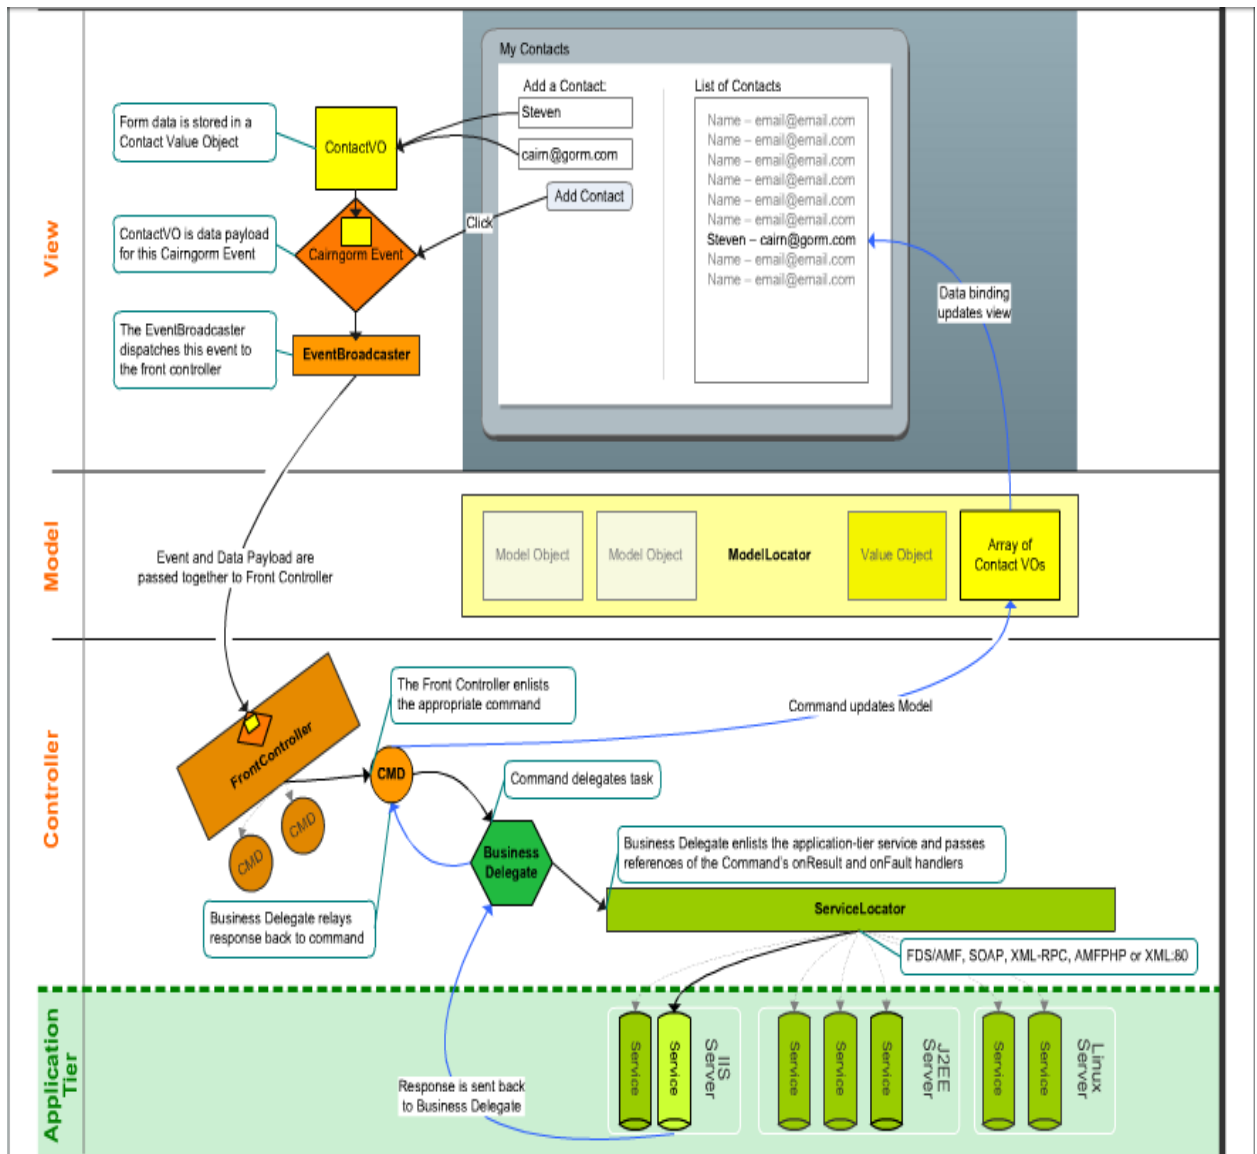 View
Form data is stored in a
Contact Value Object
ContactVO
ContactVO is data payload
for this Cairngorm Event
Cairngorm Event
The EventBroadcaster
dispatches this event to
the front controller
EventBroadcaster
My Contacts
Add a Contact:
Steven
cairn@gorm.com
Add Contact
Click
List of Contacts
Name – email@email.com
Name – email@email.com
Name – email@email.com
Name – email@email.com
Name – email@email.com
Name – email@email.com
Steven – cairn@gorm.com
Name – email@email.com
Name – email@email.com
Data binding
updates view
Model
Event and Data Payload are
passed together to Front Controller
Model Object
Model Object
ModelLocator
Value Object
Array of
Contact VOs
Controller
The Front Controller enlists
the appropriate command
Command updates Model
FrontController
CMD
CMD
CMD
Command delegates task
Business
Delegate
Business Delegate enlists the application-tier service and passes
references of the Command's onResult and onFault handlers
Business Delegate relays
response back to command
ServiceLocator
FDS/AMF, SOAP, XML-RPC, AMFPHP or XML:80
Application
Tier
Response is sent back
to Business Delegate
Service
Service
IIS
Server
Service
Service
Service
J2EE
Server
Service
Service
Linux
Server